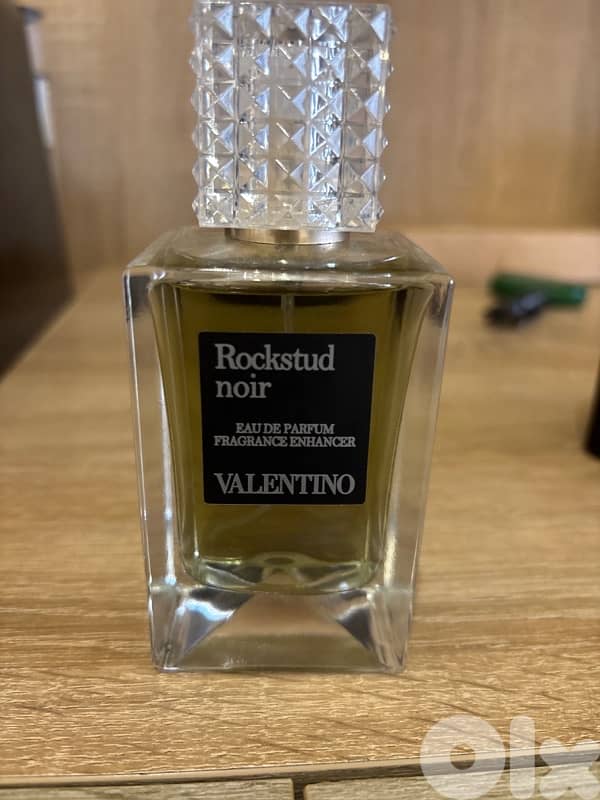 Rockstud
noir
EAU DE PARFUM
FRAGRANCE ENHANCER
VALENTINO
Olx